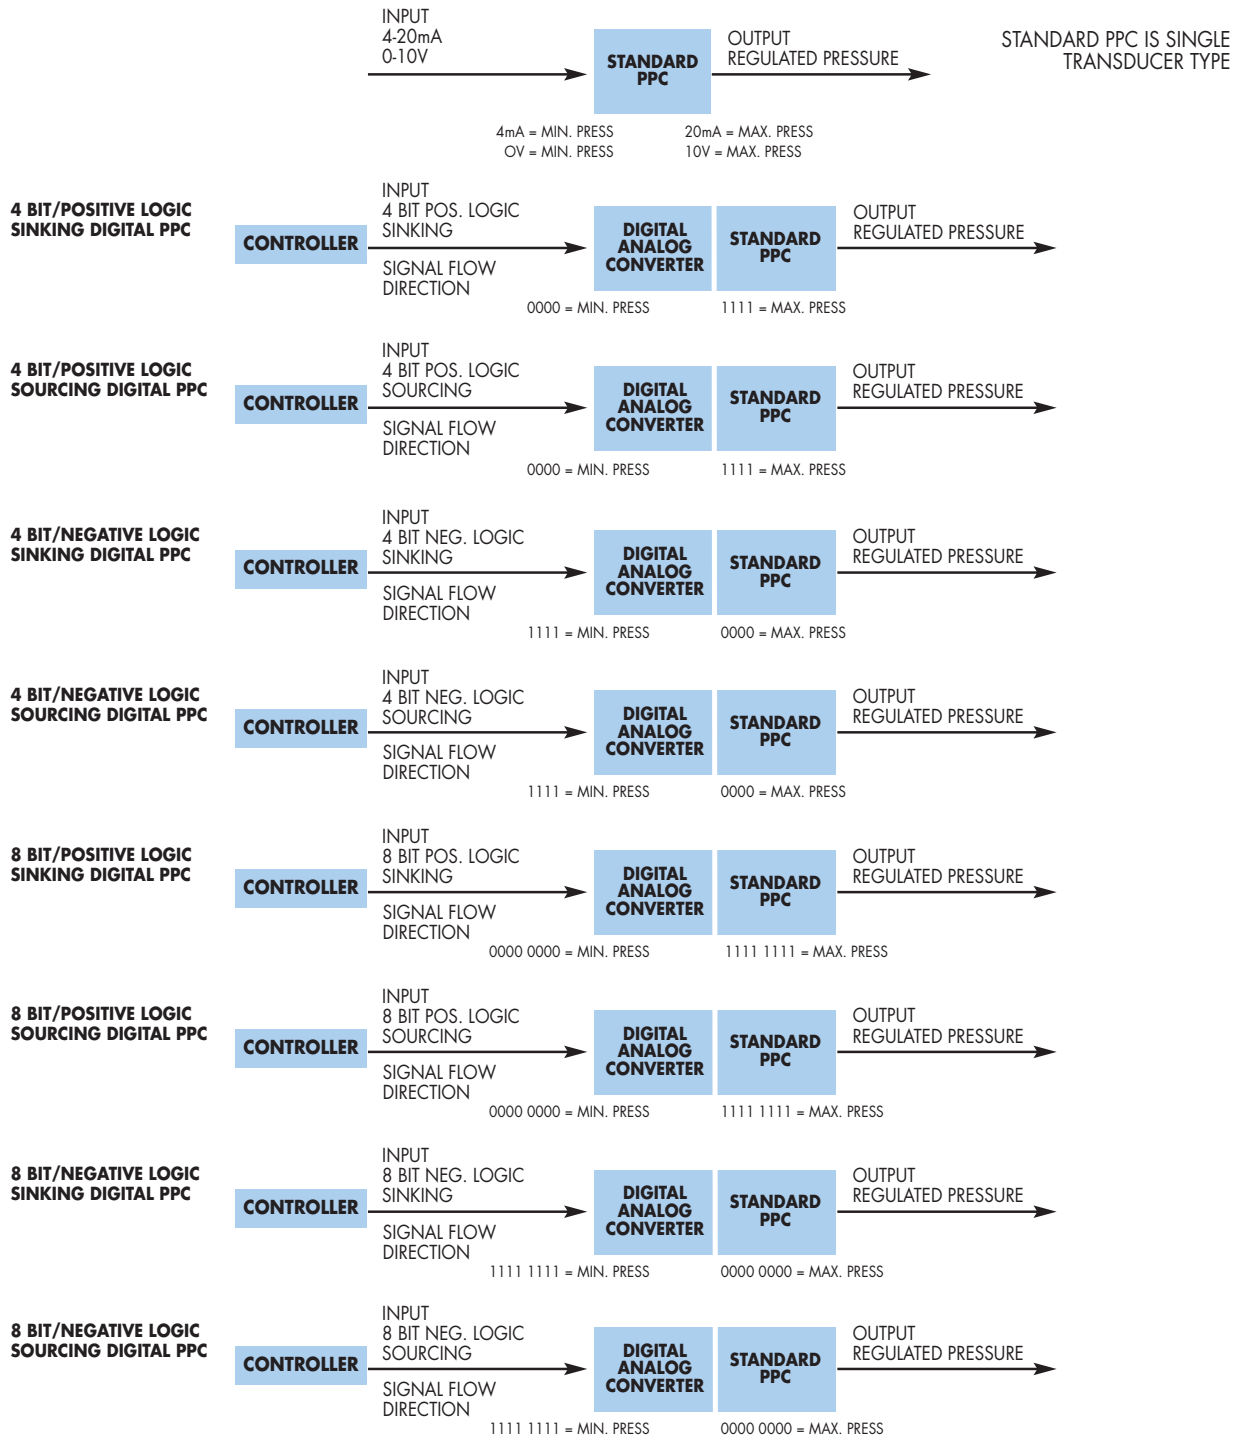 INPUT
4-20mA
0-10V
STANDARD
PPC
OUTPUT
REGULATED PRESSURE
STANDARD PPC IS SINGLE
TRANSDUCER TYPE
4mA = MIN. PRESS
OV = MIN. PRESS
20mA = MAX. PRESS
10V = MAX. PRESS
4 BIT/POSITIVE LOGIC
SINKING DIGITAL PPC
CONTROLLER
INPUT
4 BIT POS. LOGIC
SINKING
SIGNAL FLOW
DIRECTION
DIGITAL
ANALOG
CONVERTER
STANDARD
PPC
OUTPUT
REGULATED PRESSURE
0000 = MIN. PRESS
1111 = MAX. PRESS
4 BIT/POSITIVE LOGIC
SOURCING DIGITAL PPC
CONTROLLER
INPUT
4 BIT POS. LOGIC
SOURCING
SIGNAL FLOW
DIRECTION
DIGITAL
ANALOG
CONVERTER
STANDARD
PPC
OUTPUT
REGULATED PRESSURE
0000 = MIN. PRESS
1111 = MAX. PRESS
4 BIT/NEGATIVE LOGIC
SINKING DIGITAL PPC
CONTROLLER
INPUT
4 BIT NEG. LOGIC
SINKING
SIGNAL FLOW
DIRECTION
DIGITAL
ANALOG
CONVERTER
STANDARD
PPC
OUTPUT
REGULATED PRESSURE
1111 = MIN. PRESS
0000 = MAX. PRESS
4 BIT/NEGATIVE LOGIC
SOURCING DIGITAL PPC
CONTROLLER
INPUT
4 BIT NEG. LOGIC
SOURCING
SIGNAL FLOW
DIRECTION
DIGITAL
ANALOG
CONVERTER
STANDARD
PPC
OUTPUT
REGULATED PRESSURE
1111 = MIN. PRESS
0000 = MAX. PRESS
8 BIT/POSITIVE LOGIC
SINKING DIGITAL PPC
CONTROLLER
INPUT
8 BIT POS. LOGIC
SINKING
SIGNAL FLOW
DIRECTION
DIGITAL
ANALOG
CONVERTER
STANDARD
PPC
OUTPUT
REGULATED PRESSURE
0000 0000 = MIN. PRESS
1111 1111 = MAX. PRESS
8 BIT/POSITIVE LOGIC
SOURCING DIGITAL PPC
CONTROLLER
INPUT
8 BIT POS. LOGIC
SOURCING
SIGNAL FLOW
DIRECTION
DIGITAL
ANALOG
CONVERTER
STANDARD
PPC
OUTPUT
REGULATED PRESSURE
0000 0000 = MIN. PRESS
1111 1111 = MAX. PRESS
8 BIT/NEGATIVE LOGIC
SINKING DIGITAL PPC
CONTROLLER
INPUT
8 BIT NEG. LOGIC
SINKING
SIGNAL FLOW
DIRECTION
DIGITAL
ANALOG
CONVERTER
STANDARD
PPC
OUTPUT
REGULATED PRESSURE
1111 1111 = MIN. PRESS
0000 0000 = MAX. PRESS
8 BIT/NEGATIVE LOGIC
SOURCING DIGITAL PPC
CONTROLLER
INPUT
8 BIT NEG. LOGIC
SOURCING
SIGNAL FLOW
DIRECTION
DIGITAL
ANALOG
CONVERTER
STANDARD
PPC
OUTPUT
REGULATED PRESSURE
1111 1111 = MIN. PRESS
0000 0000 = MAX. PRESS